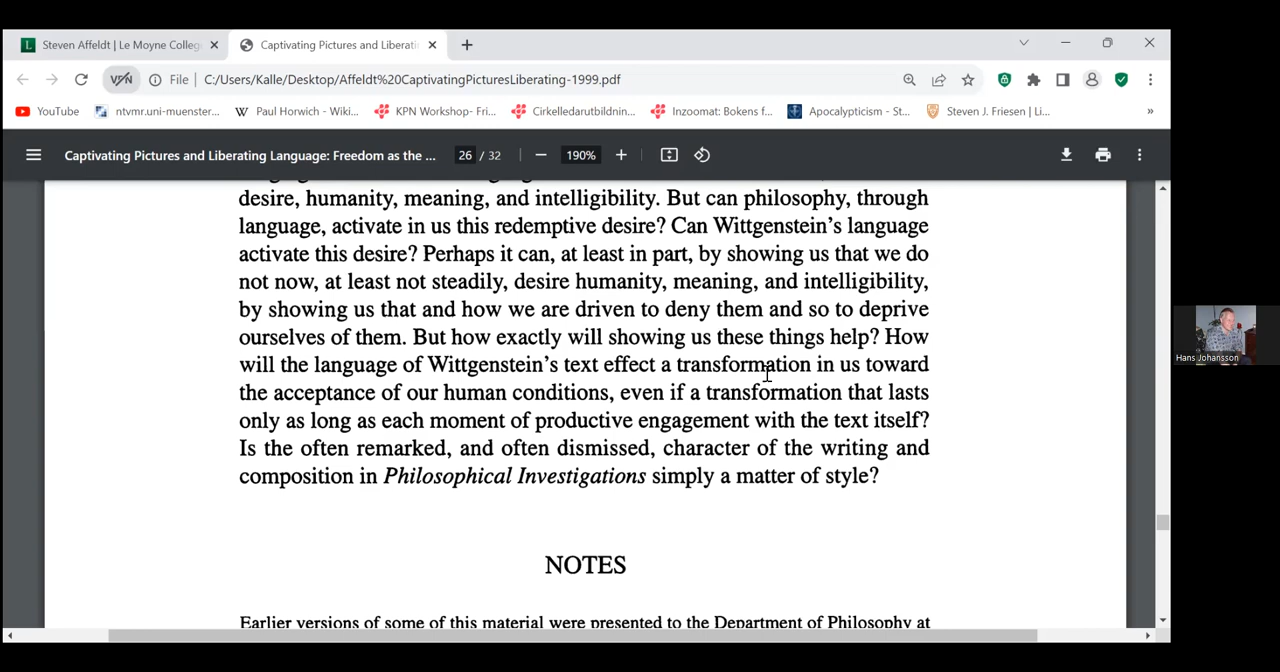 Steven Affeldt | Le Moyne Colleg
Captivating Pictures and Liberati
File
C:/Users/Kalle/Desktop/Affeldt%20CaptivatingPicturesLiberating-1999.pdf
YouTube
ntvmr.uni-muenster...
Paul Horwich - Wiki...
KPN Workshop- Fri...
Cirkelledarutbildnin...
Inzoomat: Bokens f...
Apocalypticism - St...
Steven J. Friesen | Li...
»
Captivating Pictures and Liberating Language: Freedom as the ...
26 / 32
190%
desire, humanity, meaning, and intelligibility. But can philosophy, through
language, activate in us this redemptive desire? Can Wittgenstein’s language
activate this desire? Perhaps it can, at least in part, by showing us that we do
not now, at least not steadily, desire humanity, meaning, and intelligibility,
by showing us that and how we are driven to deny them and so to deprive
ourselves of them. But how exactly will showing us these things help? How
will the language of Wittgenstein’s text effect a transformation in us toward
the acceptance of our human conditions, even if a transformation that lasts
only as long as each moment of productive engagement with the text itself?
Is the often remarked, and often dismissed, character of the writing and
composition in Philosophical Investigations simply a matter of style?
NOTES
Earlier versions of some of this material were presented to the Department of Philosophy at
Hans Johansson